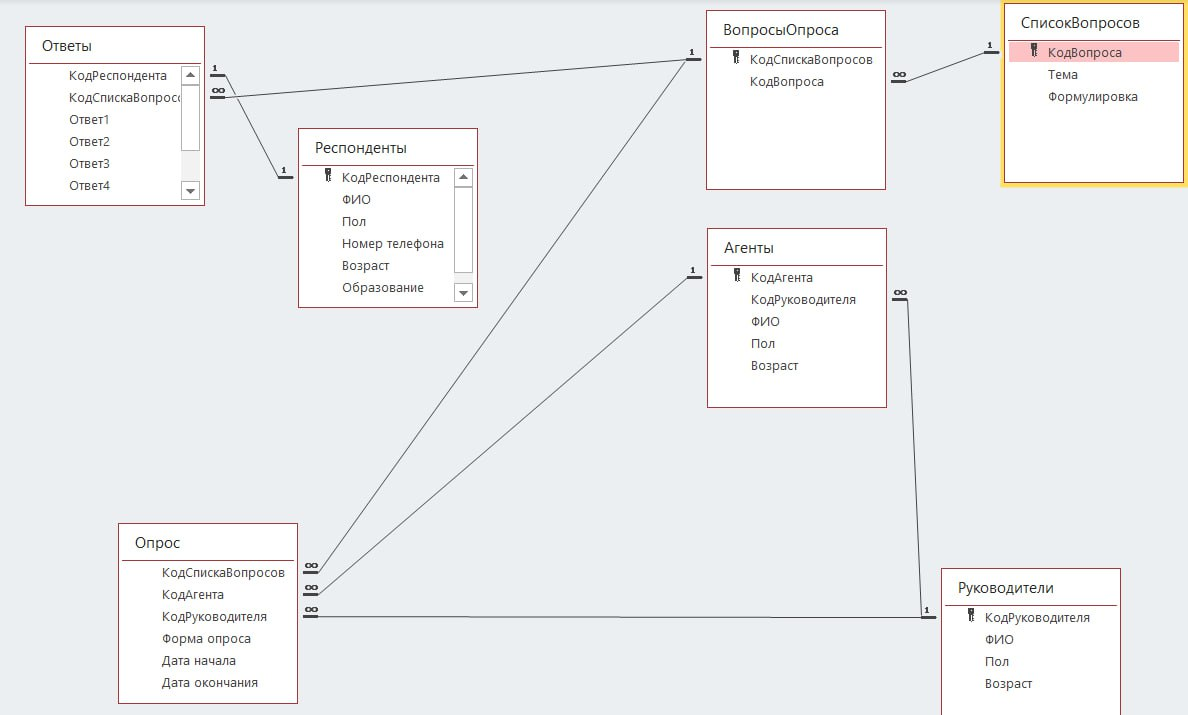 Ответы
КодРеспондента
КодСпискаВопросс
Ответ1
Ответ2
Ответ3
Ответ4
1
∞
Респонденты
КодРеспондента
ФИО
Пол
Номер телефона
Возраст
Образование
1
ВопросыОпроса
КодСпискаВопросов
КодВопроса
1
∞
СписокВопросов
КодВопроса
Тема
Формулировка
1
Агенты
КодАгента
КодРуководителя
ФИО
Пол
Возраст
1
∞
Опрос
КодСпискаВопросов
КодАгента
КодРуководителя
Форма опроса
Дата начала
Дата окончания
∞
∞
∞
Руководители
КодРуководителя
ФИО
Пол
Возраст
1